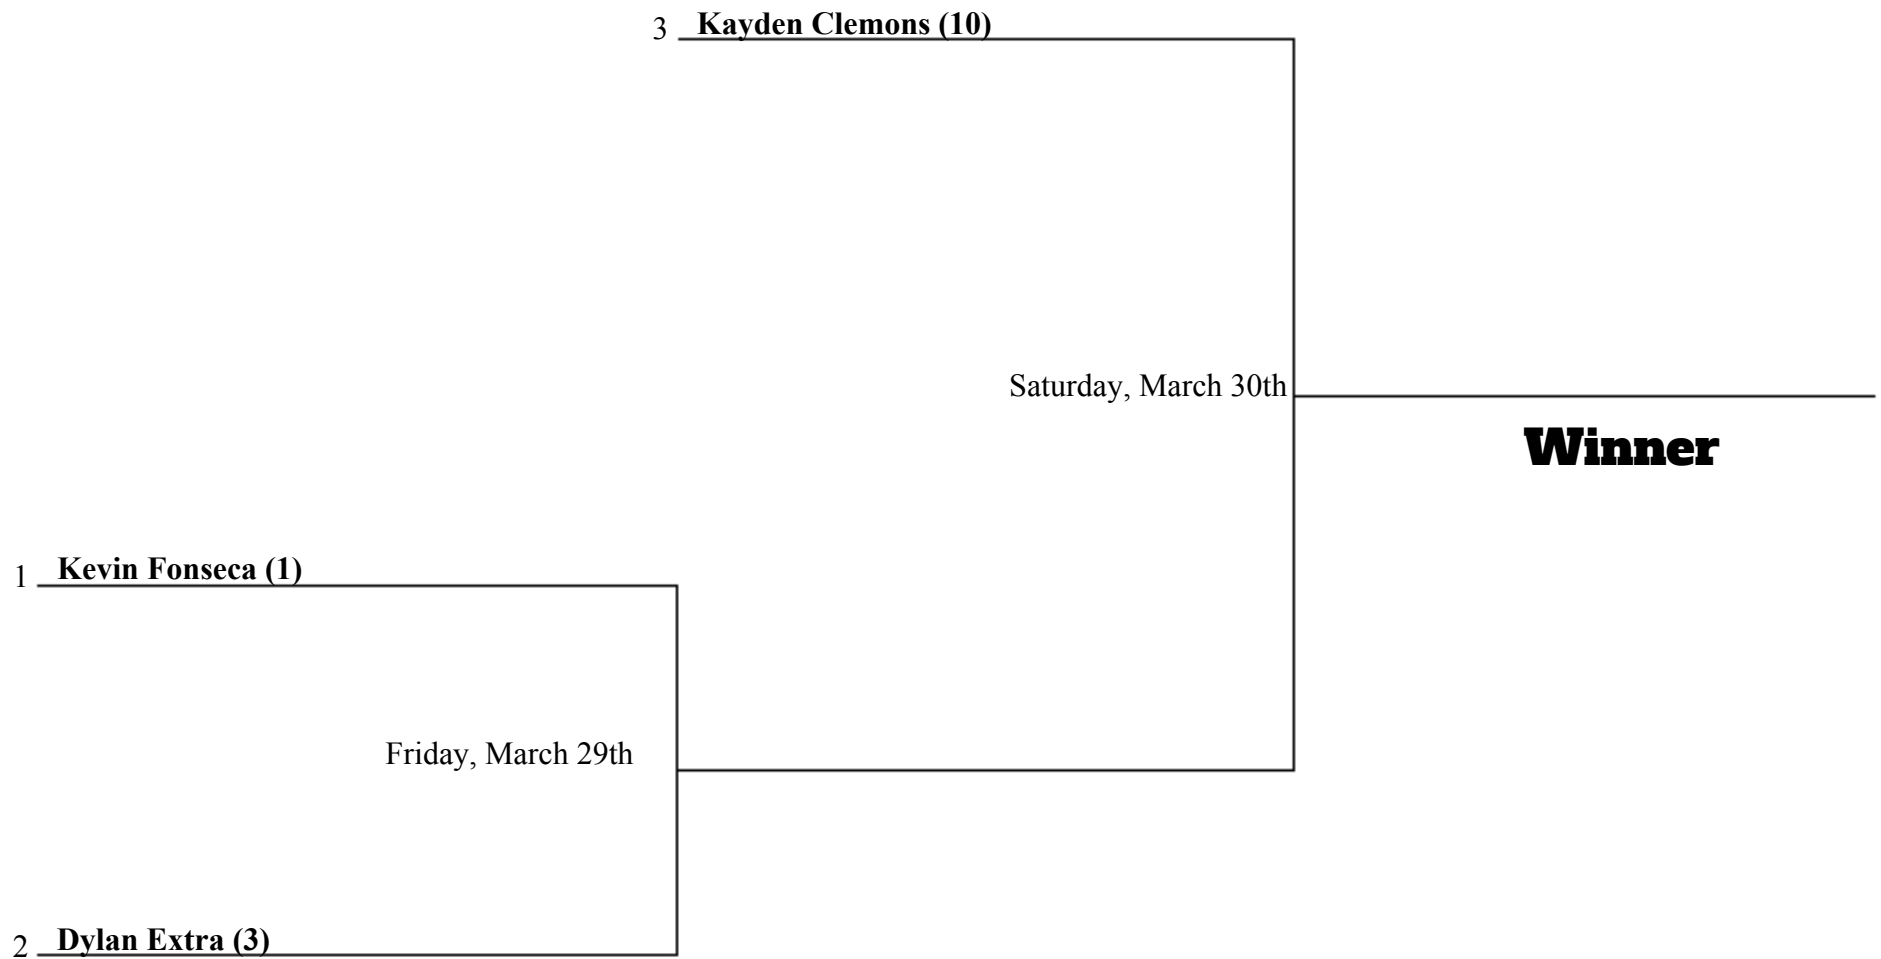 3 Kayden Clemons (10)
Saturday, March 30th
Winner
1 Kevin Fonseca (1)
Friday, March 29th
2 Dylan Extra (3)